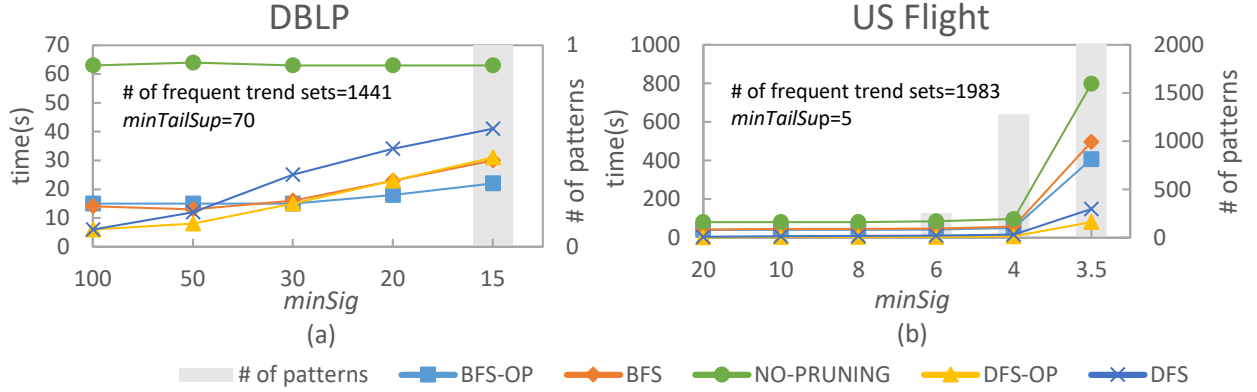 DBLP
US Flight
70
60
50
40
30
20
10
0
time(s)
1
0
# of patterns
# of frequent trend sets=1441
minTailSup=70
100 50 30 20 15
minSig
(a)
1000
800
600
400
200
0
time(s)
2000
1500
1000
500
0
# of patterns
# of frequent trend sets=1983
minTailSup=5
20 10 8 6 4 3.5
minSig
(b)
# of patterns BFS-OP BFS NO-PRUNING DFS-OP DFS